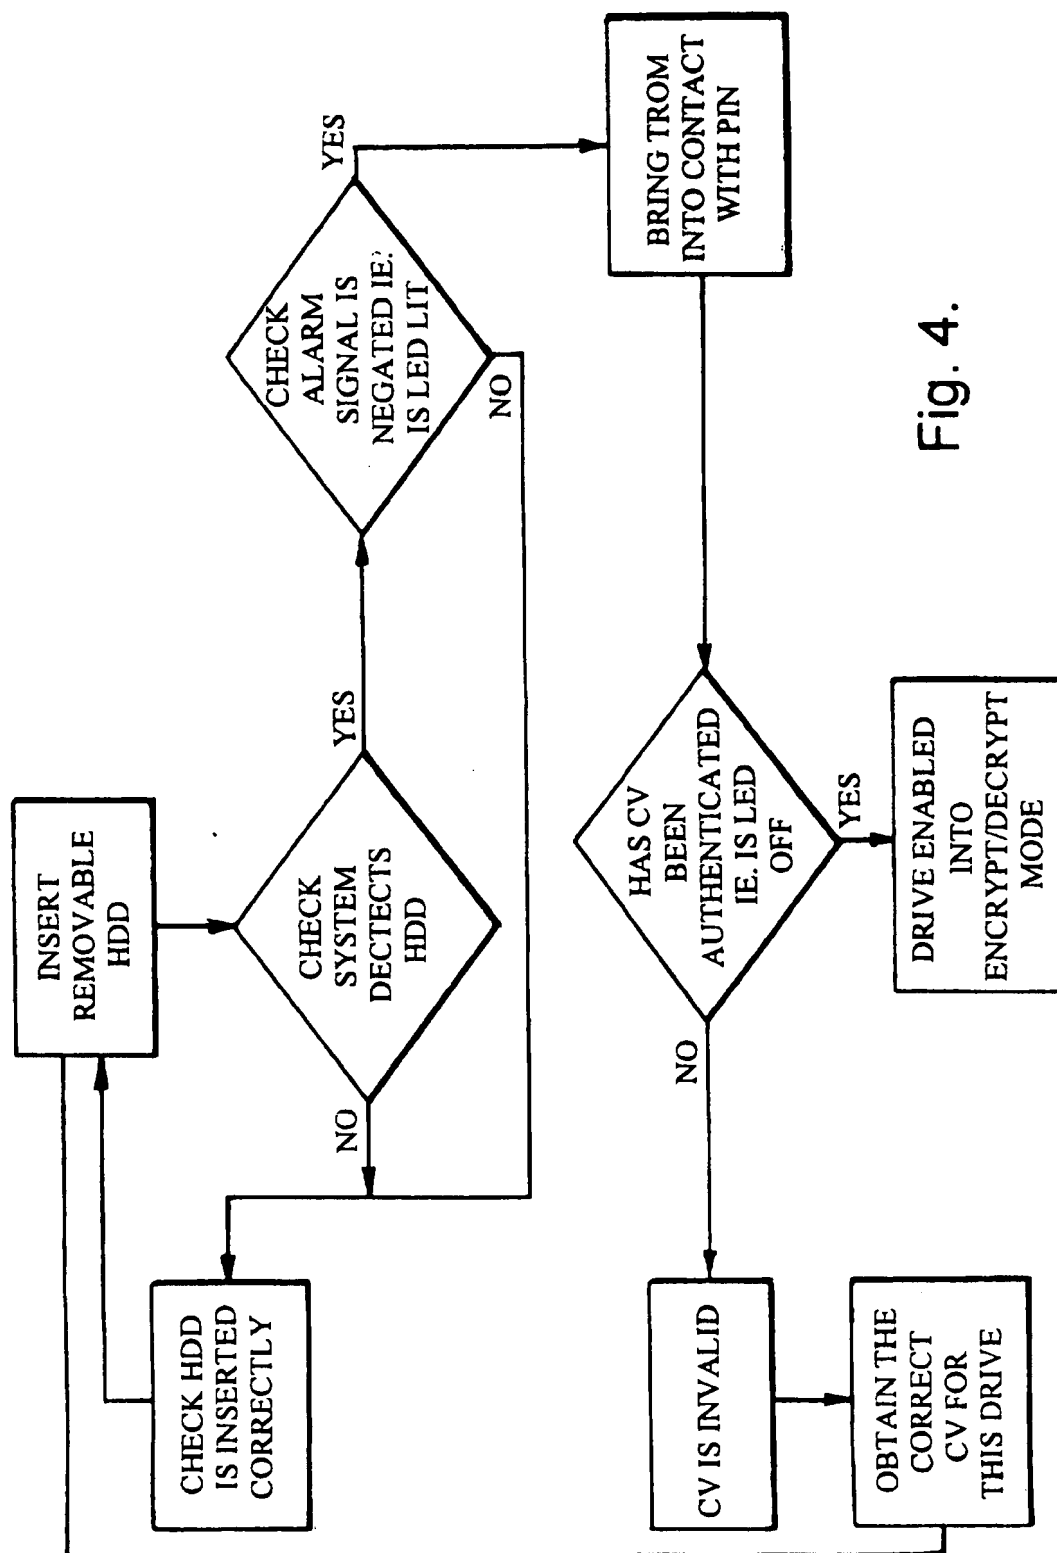 INSERT
REMOVABLE
HDD
CHECK
SYSTEM
DECTECTS
HDD
NO
YES
CHECK HDD
IS INSERTED
CORRECTLY
CHECK
ALARM
SIGNAL IS
NEGATED IE.
IS LED LIT
NO
YES
BRING TROM
INTO CONTACT
WITH PIN
HAS CV
BEEN
AUTHENTICATED
IE. IS LED
OFF
NO
YES
CV IS INVALID
OBTAIN THE
CORRECT
CV FOR
THIS DRIVE
DRIVE ENABLED
INTO
ENCRYPT/DECRYPT
MODE
Fig. 4.